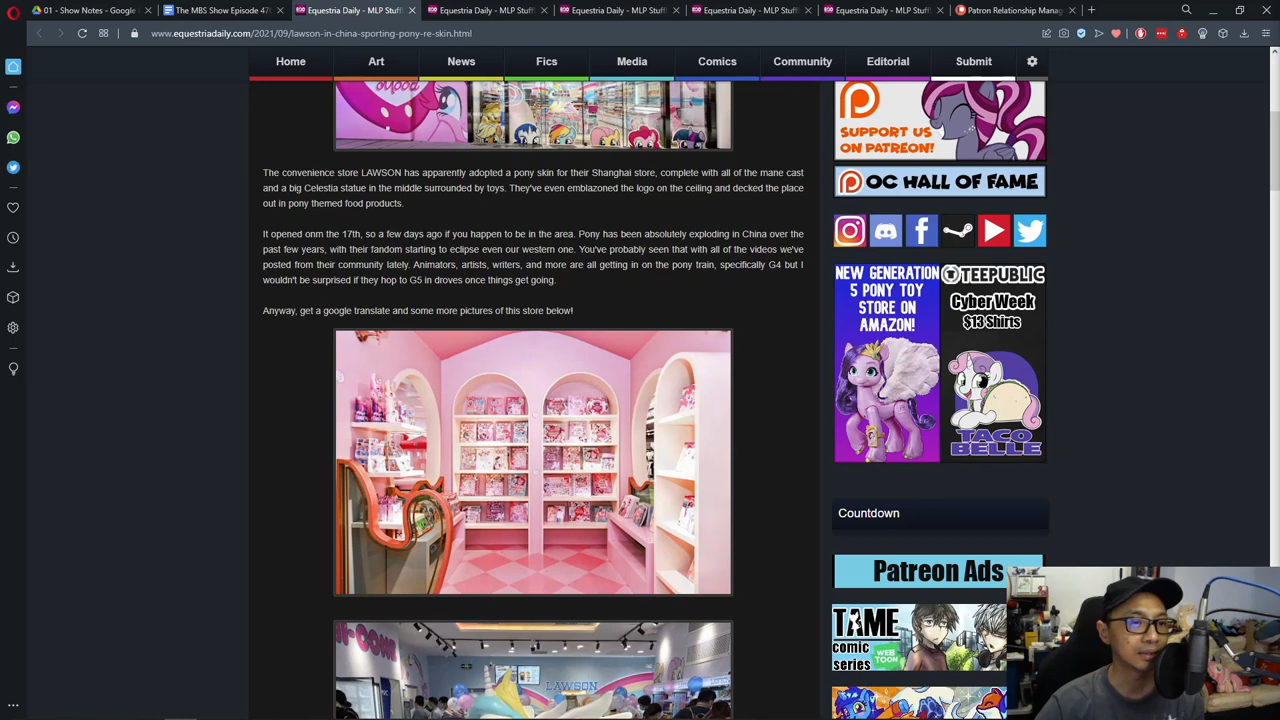 01 - Show Notes - Google
The MBS Show Episode 47
Equestria Daily - MLP Stuff
Equestria Daily - MLP Stuff
Equestria Daily - MLP Stuff
Equestria Daily - MLP Stuff
Equestria Daily - MLP Stuff
Patron Relationship Manag
www.equestriadaily.com/2021/09/lawson-in-china-sporting-pony-re-skin.html
Home
Art
News
Fics
Media
Comics
Community
Editorial
Submit
SUPPORT US
ON PATREON!
OC HALL OF FAME
The convenience store LAWSON has apparently adopted a pony skin for their Shanghai store, complete with all of the mane cast
and a big Celestia statue in the middle surrounded by toys. They've even emblazoned the logo on the ceiling and decked the place
out in pony themed food products.
It opened onm the 17th, so a few days ago if you happen to be in the area. Pony has been absolutely exploding in China over the
past few years, with their fandom starting to eclipse even our western one. You've probably seen that with all of the videos we've
posted from their community lately. Animators, artists, writers, and more are all getting in on the pony train, specifically G4 but I
wouldn't be surprised if they hop to G5 in droves once things get going.
Anyway, get a google translate and some more pictures of this store below!
NEW GENERATION
5 PONY TOY
STORE ON
AMAZON!
TEEPUBLIC
Cyber Week
$13 Shirts
TACO
BELLE
Countdown
Patreon Ads
TAME
comic
series
WEB
TOON
LAWSON